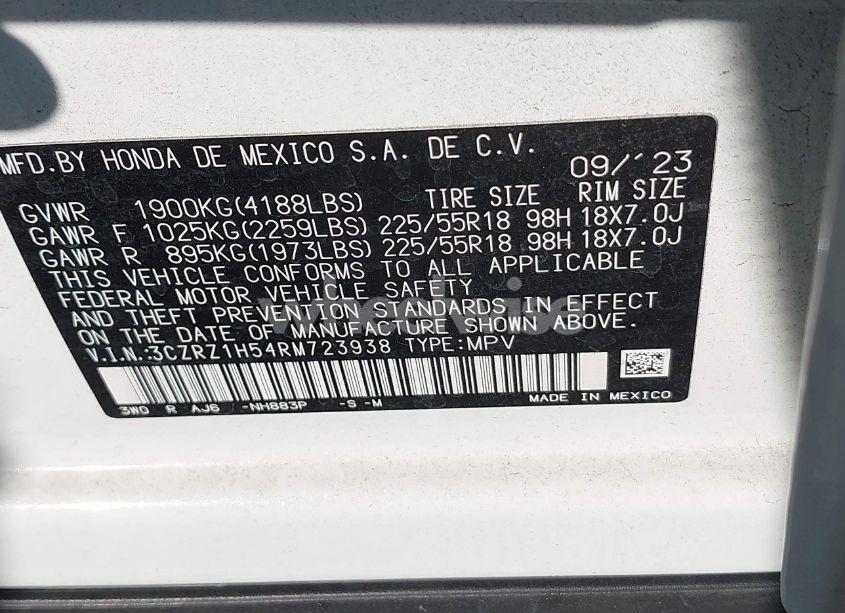 MFD.BY HONDA DE MEXICO S.A. DE C.V. 09/'23
GVWR 1900KG(4188LBS) TIRE SIZE RIM SIZE
GAWR F 1025KG(2259LBS) 225/55R18 98H 18X7.0J
GAWR R 895KG(1973LBS) 225/55R18 98H 18X7.0J
THIS VEHICLE CONFORMS TO ALL APPLICABLE
FEDERAL MOTOR VEHICLE SAFETY
AND THEFT PREVENTION STANDARDS IN EFFECT
ON THE DATE OF MANUFACTURE SHOWN ABOVE.
V.I.N.:3CZRZ1H54RM723938 TYPE:MPV
3WO R AJ6 -NH883P -S -M MADE IN MEXICO